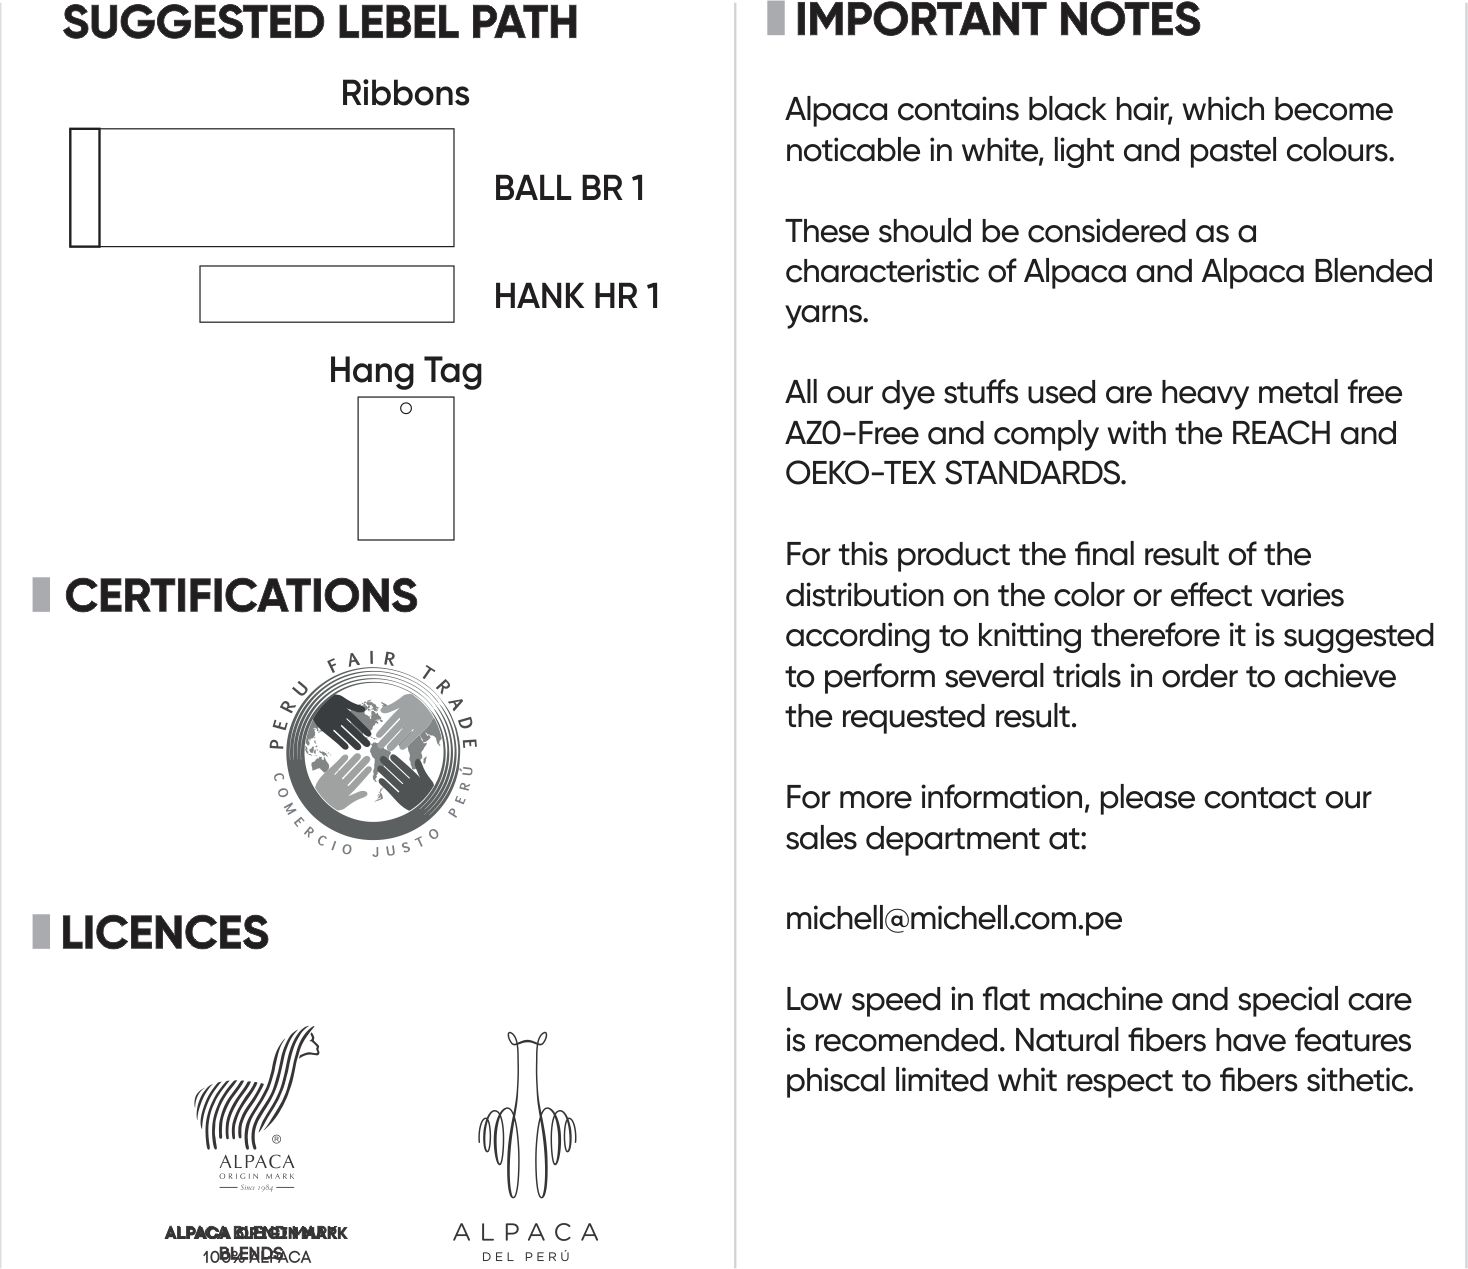 SUGGESTED LEBEL PATH
Ribbons
BALL BR 1
HANK HR 1
Hang Tag
CERTIFICATIONS
PERU FAIR TRADE
COMERCIO JUSTO PERÚ
LICENCES
®
ALPACA
ORIGIN MARK
Since 1984
BLENDS
100% ALPACA
ALPACA
DEL PERÚ
IMPORTANT NOTES
Alpaca contains black hair, which become
noticable in white, light and pastel colours.
These should be considered as a
characteristic of Alpaca and Alpaca Blended
yarns.
All our dye stuffs used are heavy metal free
AZ0-Free and comply with the REACH and
OEKO-TEX STANDARDS.
For this product the final result of the
distribution on the color or effect varies
according to knitting therefore it is suggested
to perform several trials in order to achieve
the requested result.
For more information, please contact our
sales department at:
michell@michell.com.pe
Low speed in flat machine and special care
is recomended. Natural fibers have features
phiscal limited whit respect to fibers sithetic.